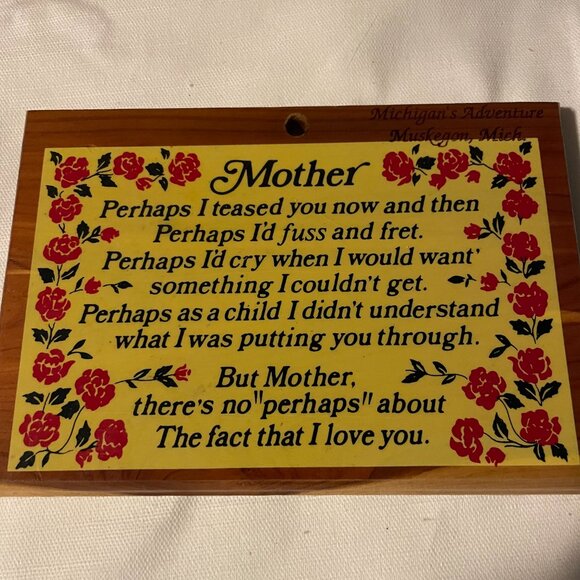 Michigan's Adventure
Muskegon, Mich.
Mother
Perhaps I teased you now and then
Perhaps I'd fuss and fret.
Perhaps I'd cry when I would want'
something I couldn't get.
Perhaps as a child I didn't understand
what I was putting you through.
But Mother,
there's no "perhaps" about
The fact that I love you.